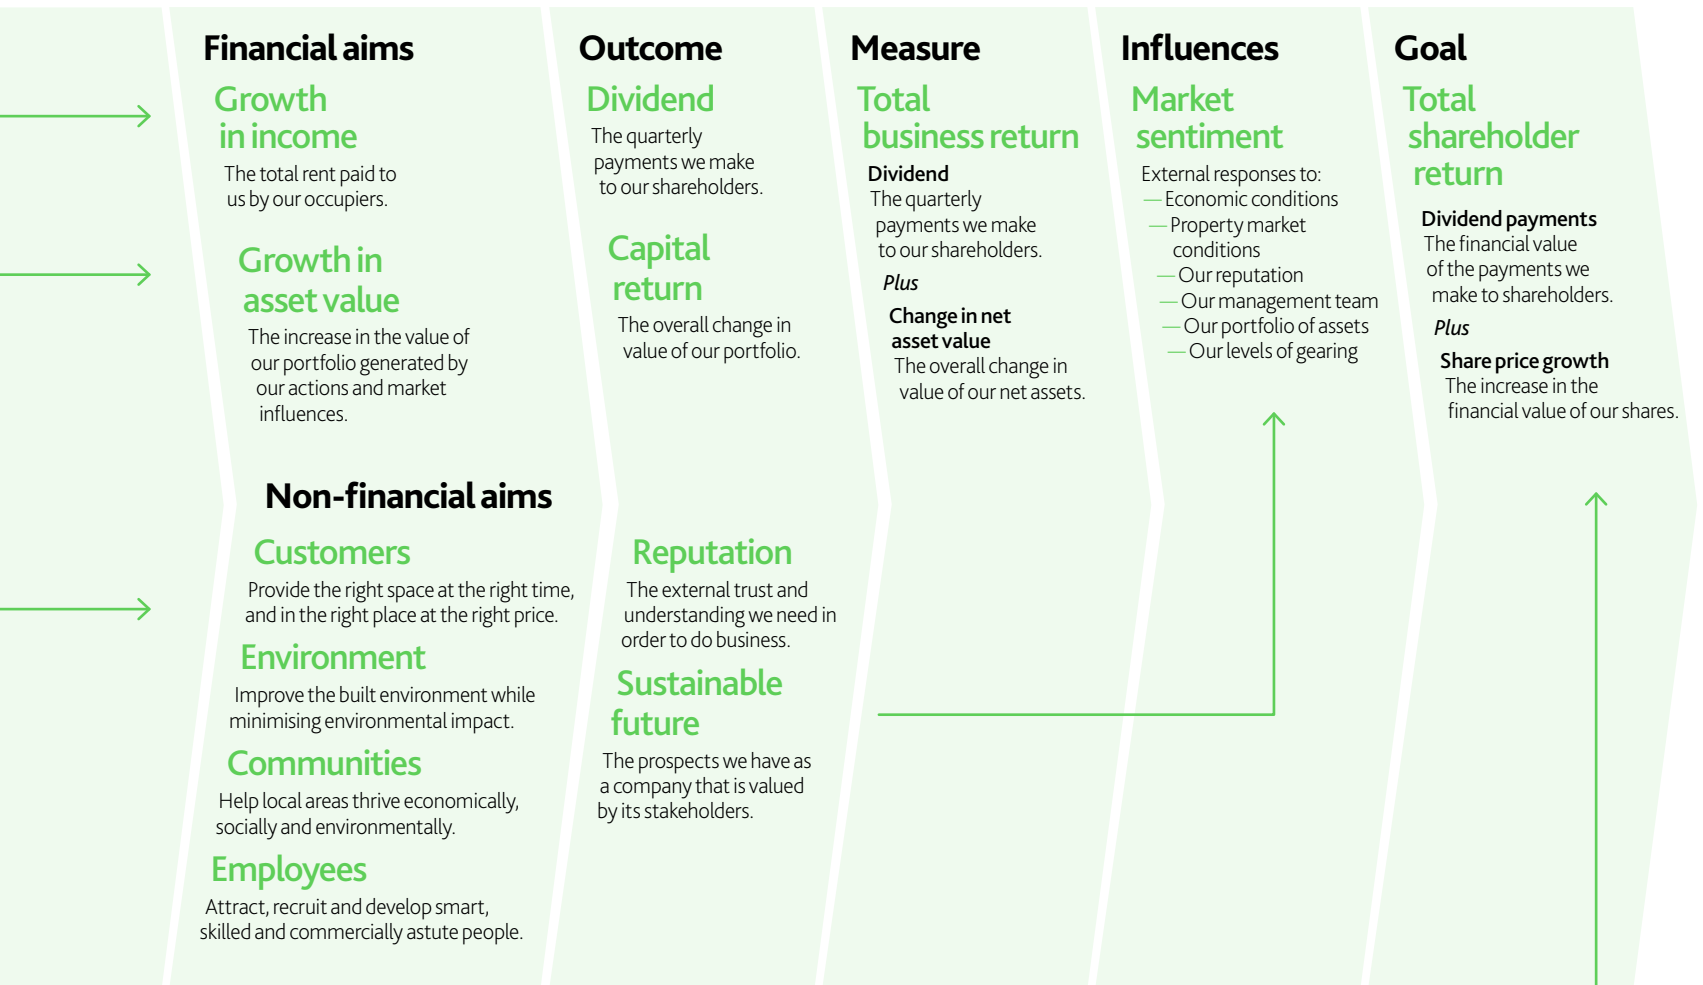 Financial aims
Growth
in income
The total rent paid to
us by our occupiers.
Growth in
asset value
The increase in the value of
our portfolio generated by
our actions and market
influences.
Non-financial aims
Customers
Provide the right space at the right time,
and in the right place at the right price.
Environment
Improve the built environment while
minimising environmental impact.
Communities
Help local areas thrive economically,
socially and environmentally.
Employees
Attract, recruit and develop smart,
skilled and commercially astute people.
Outcome
Dividend
The quarterly
payments we make
to our shareholders.
Capital
return
The overall change in
value of our portfolio.
Reputation
The external trust and
understanding we need in
order to do business.
Sustainable
future
The prospects we have as
a company that is valued
by its stakeholders.
Measure
Total
business return
Dividend
The quarterly
payments we make
to our shareholders.
Plus
Change in net
asset value
The overall change in
value of our net assets.
Influences
Market
sentiment
External responses to:
— Economic conditions
— Property market
conditions
— Our reputation
— Our management team
— Our portfolio of assets
— Our levels of gearing
Goal
Total
shareholder
return
Dividend payments
The financial value
of the payments we
make to shareholders.
Plus
Share price growth
The increase in the
financial value of our shares.